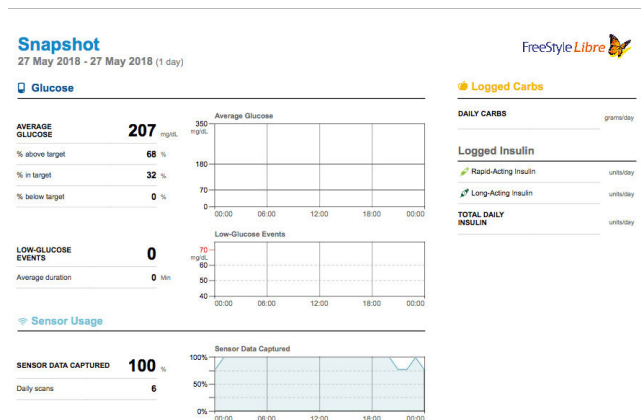 Snapshot
27 May 2018 - 27 May 2018 (1 day)
FreeStyle Libre
Glucose
AVERAGE
GLUCOSE
207 mg/dL
% above target 68 %
% in target 32 %
% below target 0 %
Average Glucose
350
mg/dL
180
70
0
00:00 06:00 12:00 18:00 00:00
LOW-GLUCOSE
EVENTS
0
Average duration 0 Min
Low-Glucose Events
70
mg/dL
60
50
40
00:00 06:00 12:00 18:00 00:00
Sensor Usage
SENSOR DATA CAPTURED 100 %
Daily scans 6
Sensor Data Captured
100%
50%
0%
00:00 06:00 12:00 18:00 00:00
Logged Carbs
DAILY CARBS grams/day
Logged Insulin
Rapid-Acting Insulin units/day
Long-Acting Insulin units/day
TOTAL DAILY
INSULIN
units/day